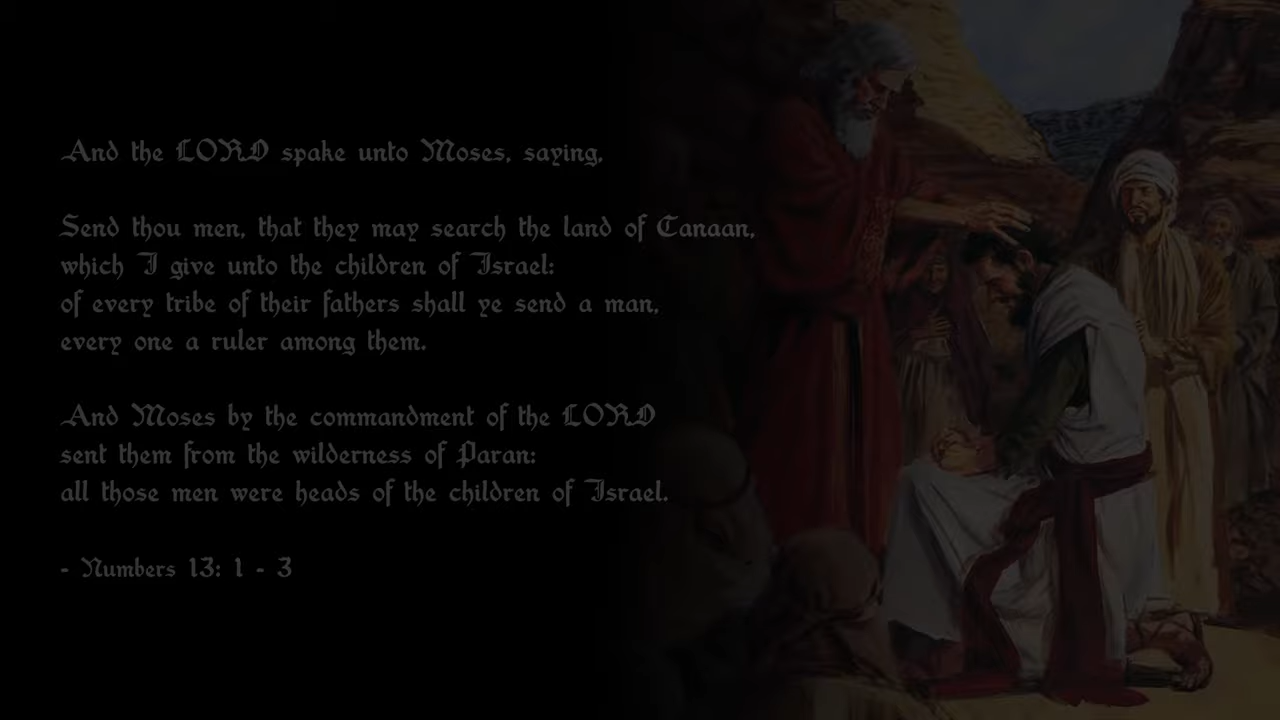 And the LORD spake unto Moses, saying,
Send thou men, that they may search the land of Canaan,
which I give unto the children of Israel:
of every tribe of their fathers shall ye send a man,
every one a ruler among them.
And Moses by the commandment of the LORD
sent them from the wilderness of Paran:
all those men were heads of the children of Israel.
- Numbers 13: 1 - 3